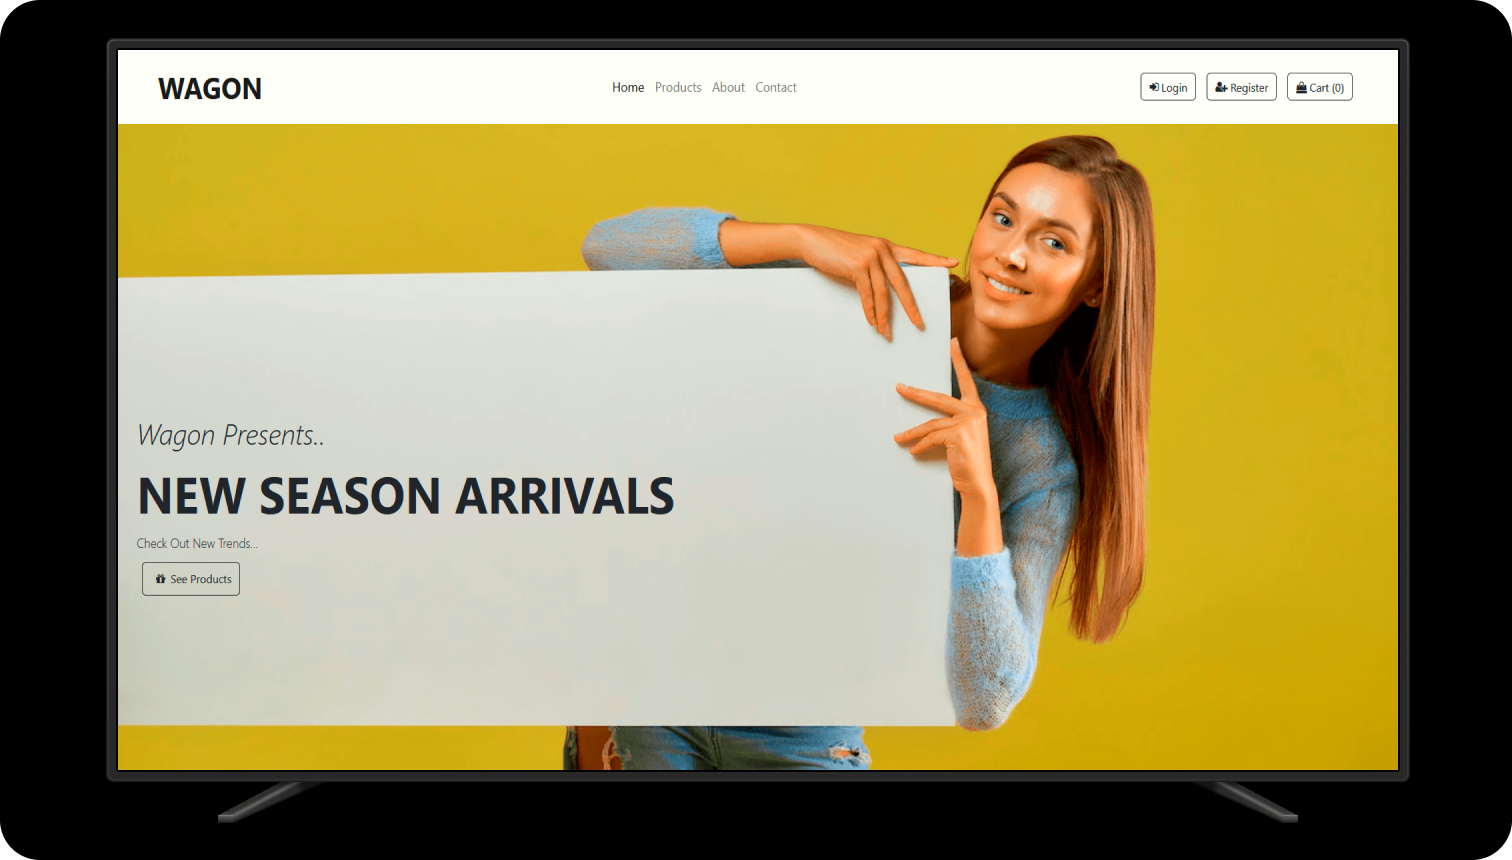 WAGON
Home Products About Contact
Login Register Cart (0)
Wagon Presents..
NEW SEASON ARRIVALS
Check Out New Trends...
See Products